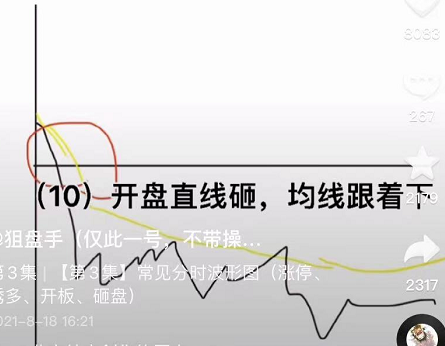 8083
267
2179
(10) 开盘直线砸，均线跟着下
狙盘手（仅此一号，不带操...
第3集 | 【第3集】常见分时波形图（涨停、
诱多、开板、砸盘）
2317
2021-8-18 16:21